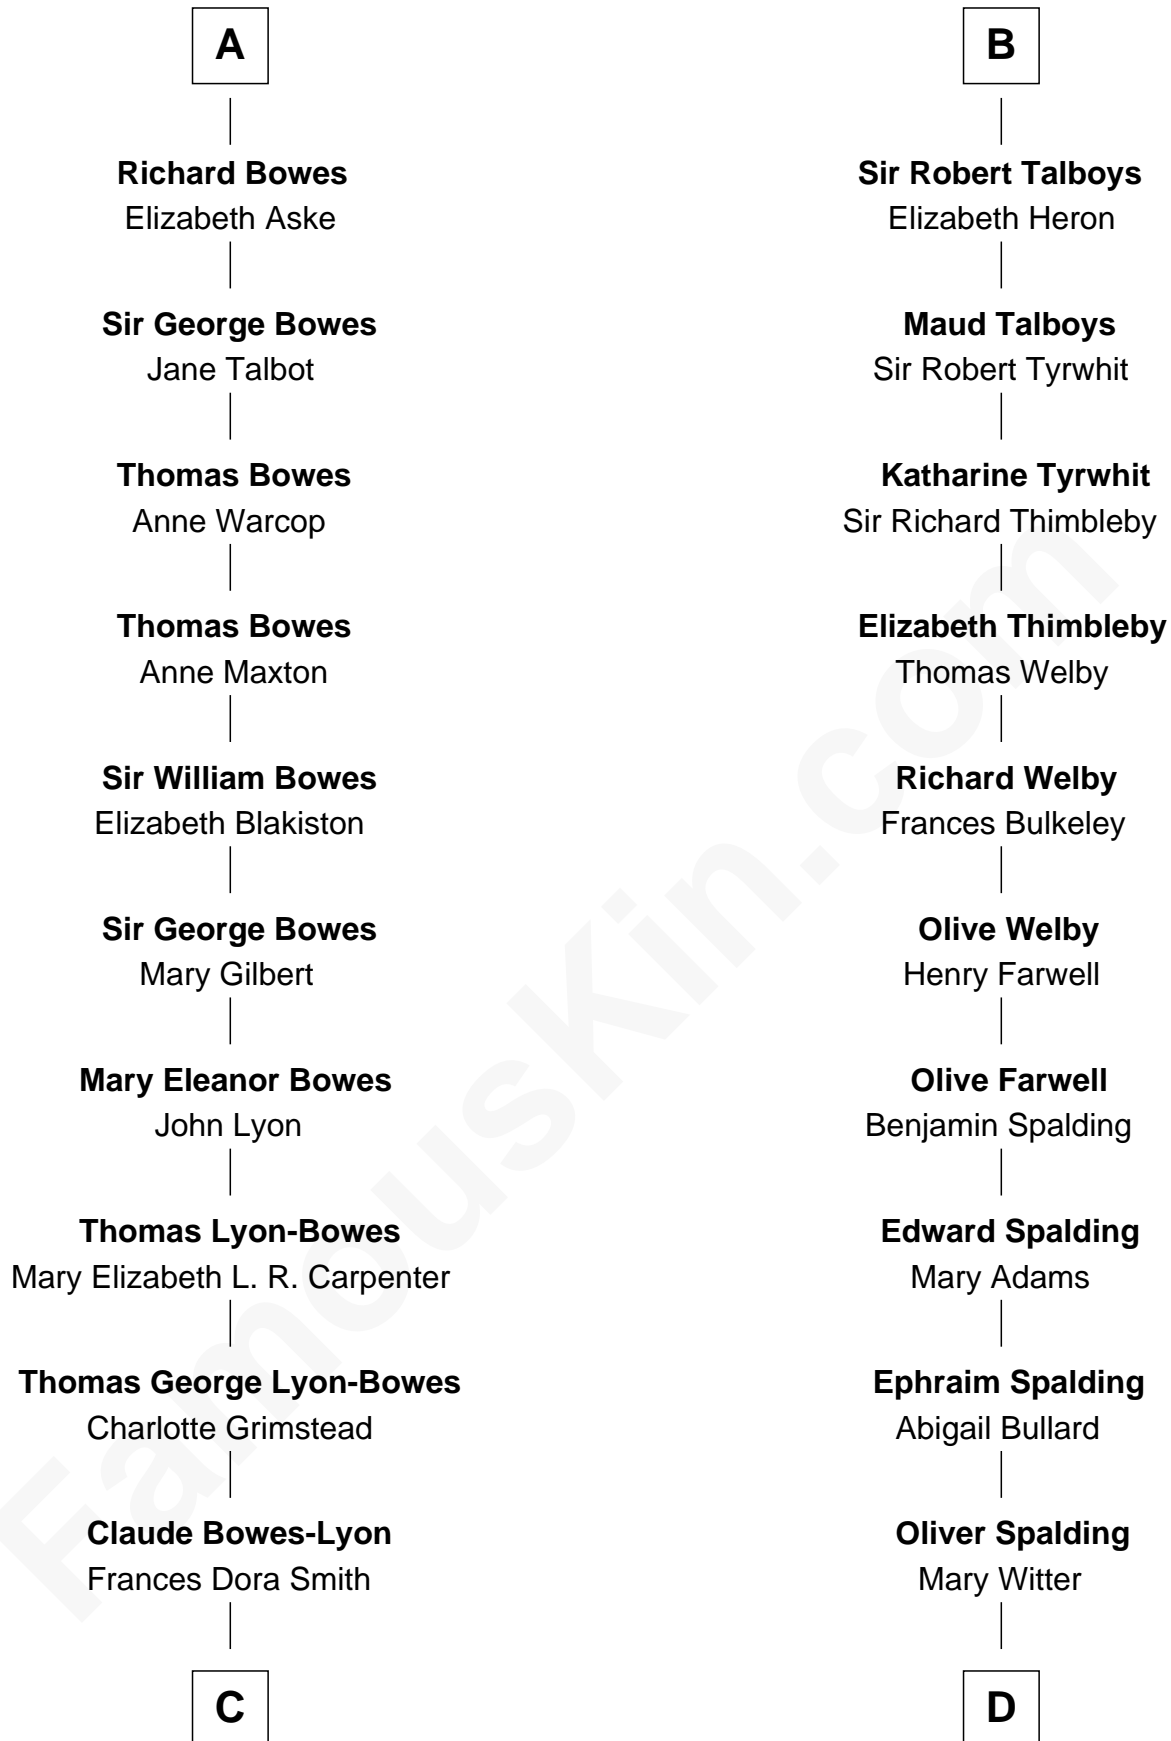 A
Richard Bowes
Elizabeth Aske
Sir George Bowes
Jane Talbot
Thomas Bowes
Anne Warcop
Thomas Bowes
Anne Maxton
Sir William Bowes
Elizabeth Blakiston
Sir George Bowes
Mary Gilbert
Mary Eleanor Bowes
John Lyon
Thomas Lyon-Bowes
Mary Elizabeth L. R. Carpenter
Thomas George Lyon-Bowes
Charlotte Grimstead
Claude Bowes-Lyon
Frances Dora Smith
C
B
Sir Robert Talboys
Elizabeth Heron
Maud Talboys
Sir Robert Tyrwhit
Katharine Tyrwhit
Sir Richard Thimbleby
Elizabeth Thimbleby
Thomas Welby
Richard Welby
Frances Bulkeley
Olive Welby
Henry Farwell
Olive Farwell
Benjamin Spalding
Edward Spalding
Mary Adams
Ephraim Spalding
Abigail Bullard
Oliver Spalding
Mary Witter
D
FamousKin.com